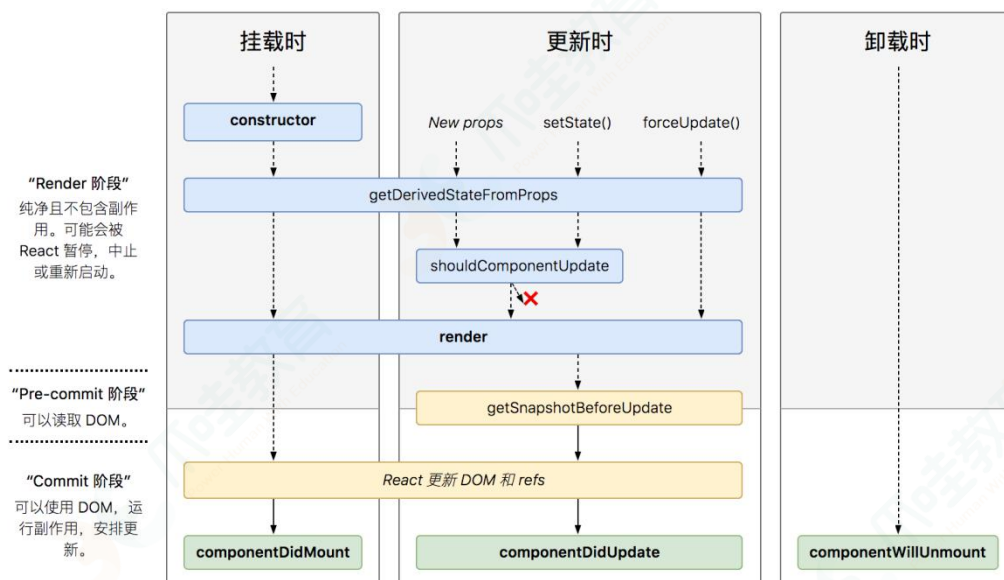 挂载时
更新时
卸载时
constructor
New props
setState()
forceUpdate()
“Render 阶段”
纯净且不包含副作
用。可能会被
React 暂停，中止
或重新启动。
getDerivedStateFromProps
shouldComponentUpdate
render
“Pre-commit 阶段”
可以读取 DOM。
getSnapshotBeforeUpdate
“Commit 阶段”
可以使用 DOM，运
行副作用，安排更
新。
React 更新 DOM 和 refs
componentDidMount
componentDidUpdate
componentWillUnmount